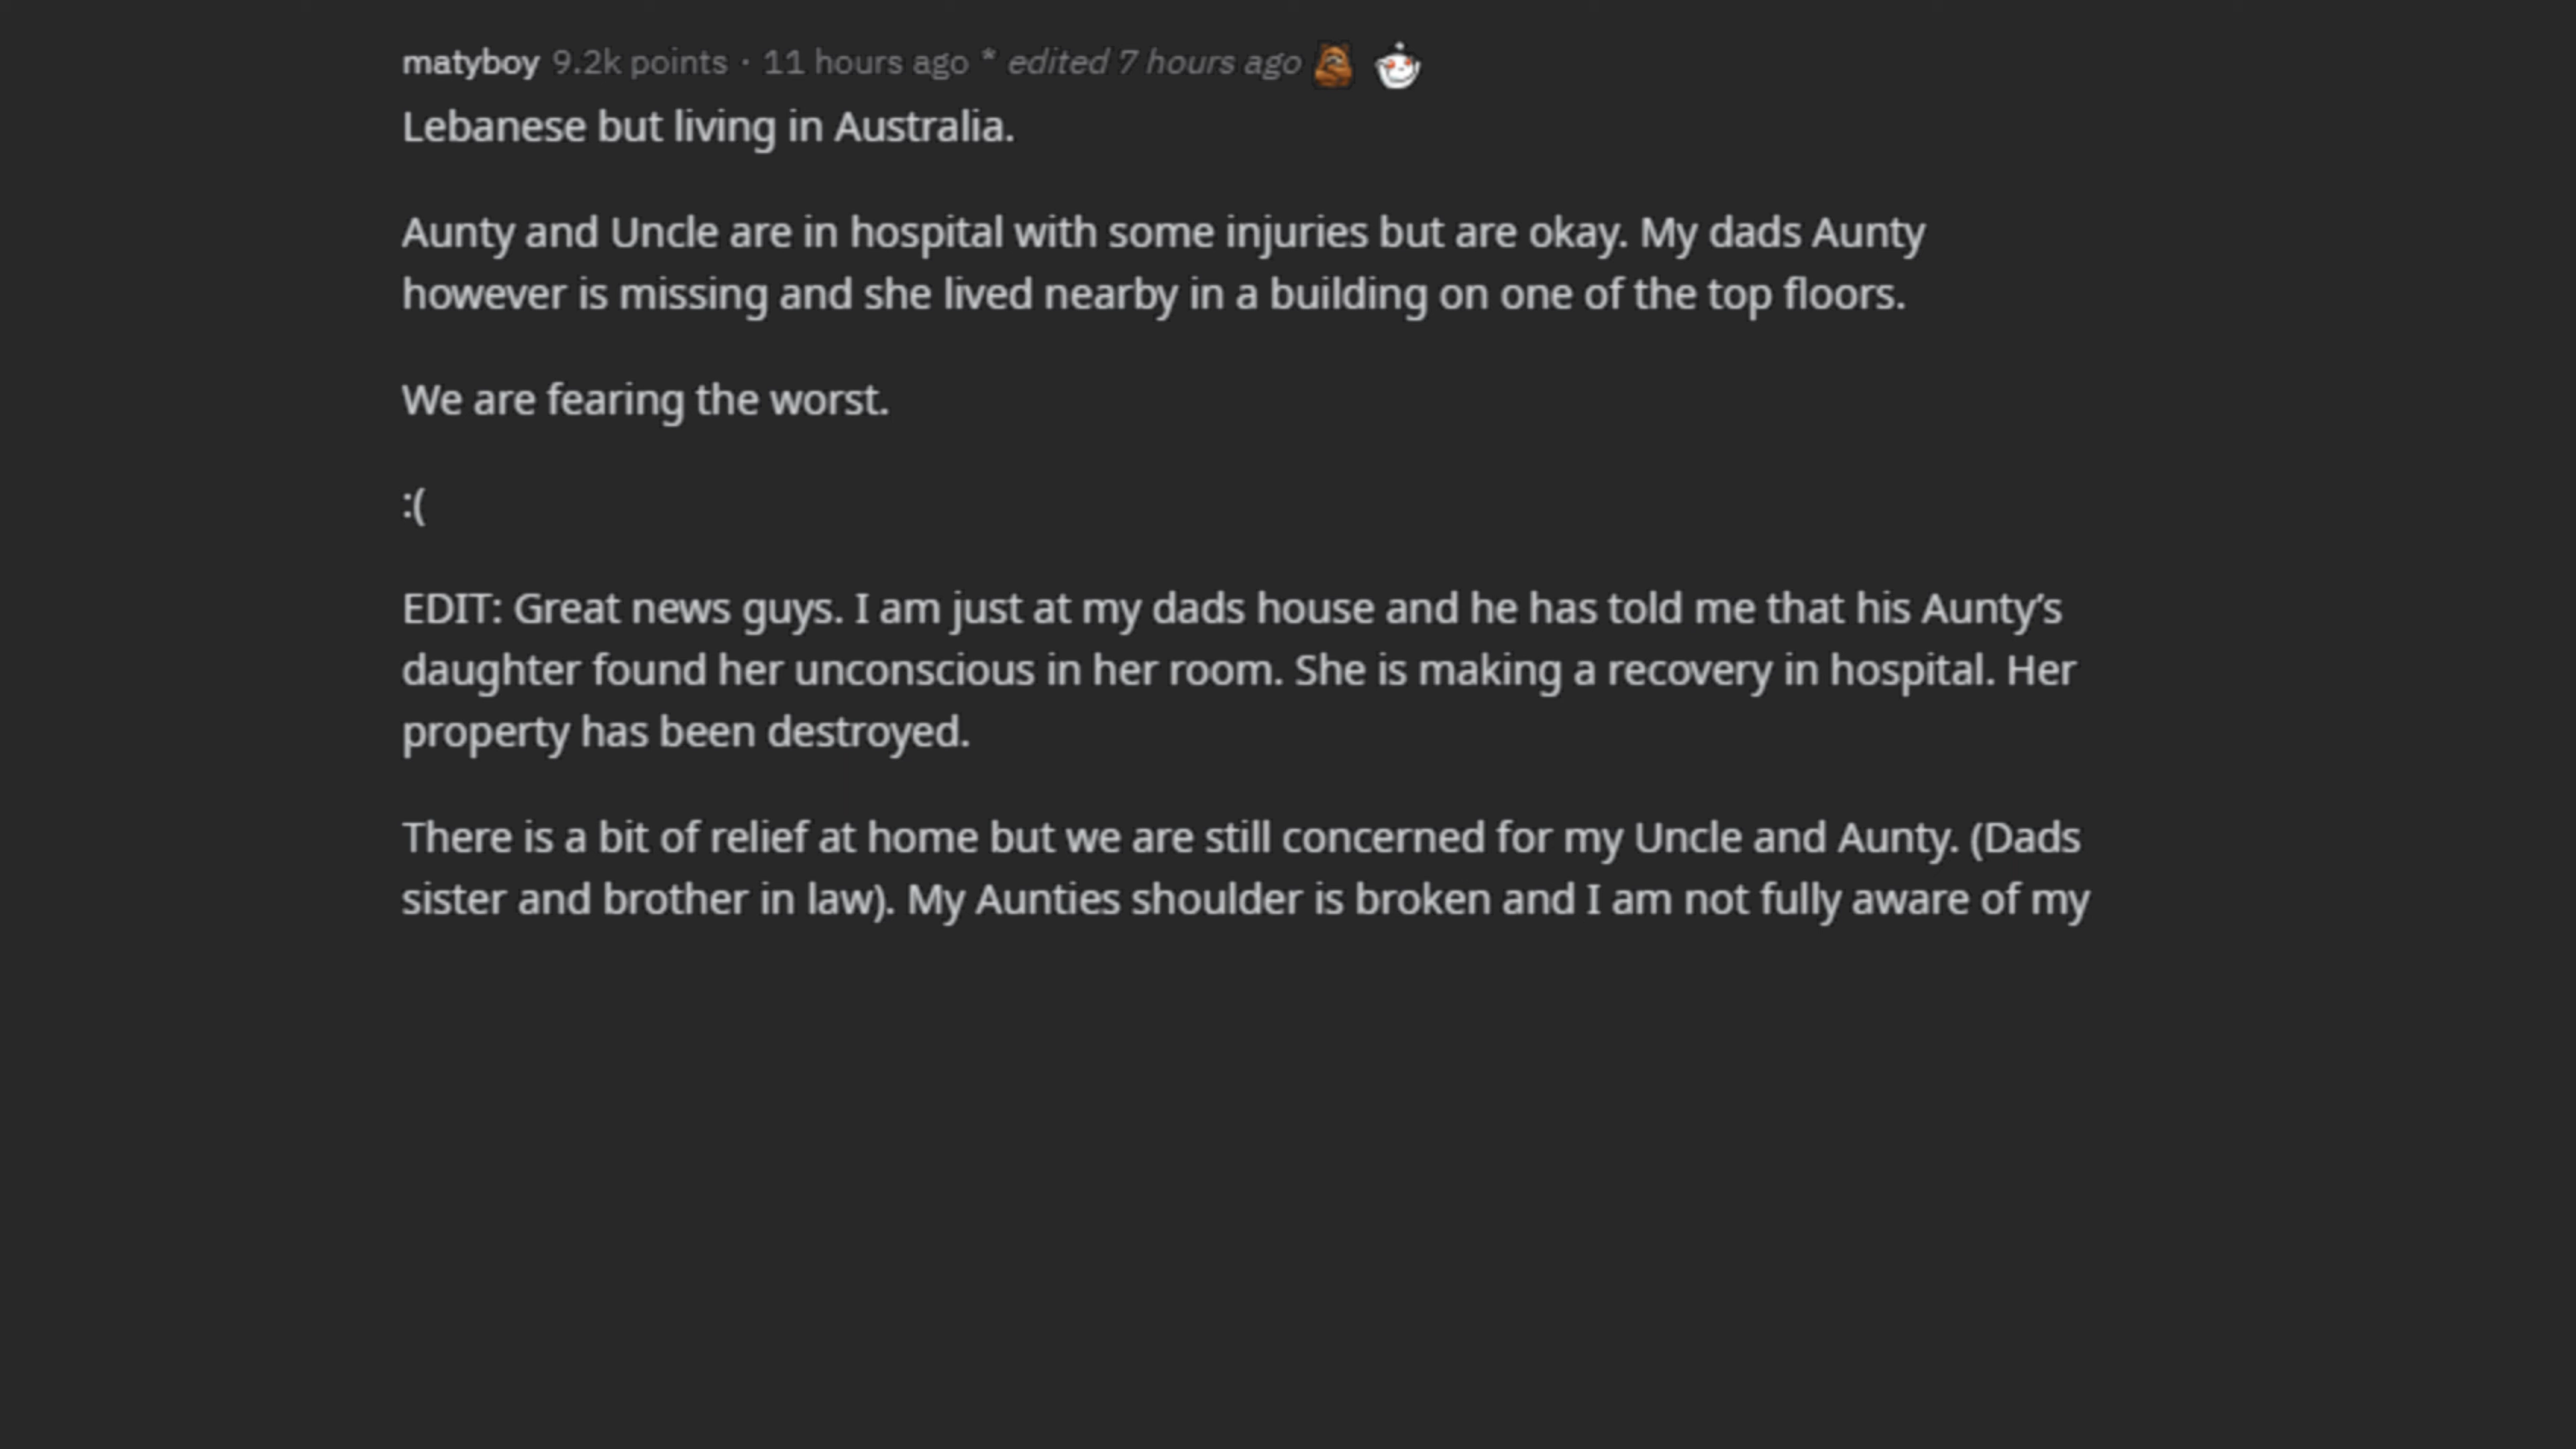 matyboy 9.2k points · 11 hours ago * edited 7 hours ago
Lebanese but living in Australia.
Aunty and Uncle are in hospital with some injuries but are okay. My dads Aunty
however is missing and she lived nearby in a building on one of the top floors.
We are fearing the worst.
:(
EDIT: Great news guys. I am just at my dads house and he has told me that his Aunty’s
daughter found her unconscious in her room. She is making a recovery in hospital. Her
property has been destroyed.
There is a bit of relief at home but we are still concerned for my Uncle and Aunty. (Dads
sister and brother in law). My Aunties shoulder is broken and I am not fully aware of my